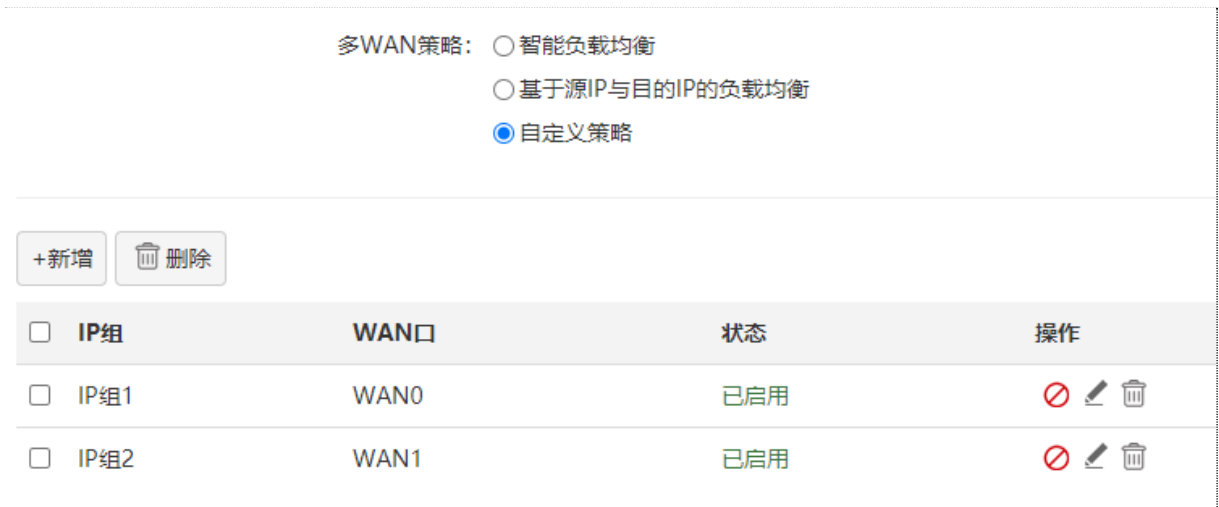 多WAN策略： 智能负载均衡
基于源IP与目的IP的负载均衡
自定义策略
+新增 删除
IP组 WAN口 状态 操作
IP组1 WAN0 已启用
IP组2 WAN1 已启用